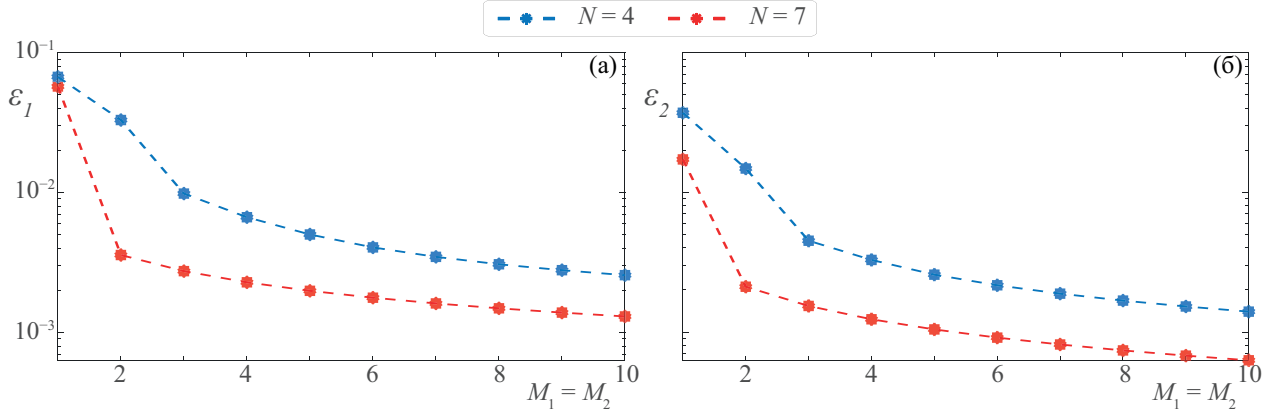 N = 4 N = 7
10⁻¹
10⁻²
10⁻³
ε₁
(а)
2 4 6 8 10
M₁ = M₂
ε₂
(б)
2 4 6 8 10
M₁ = M₂